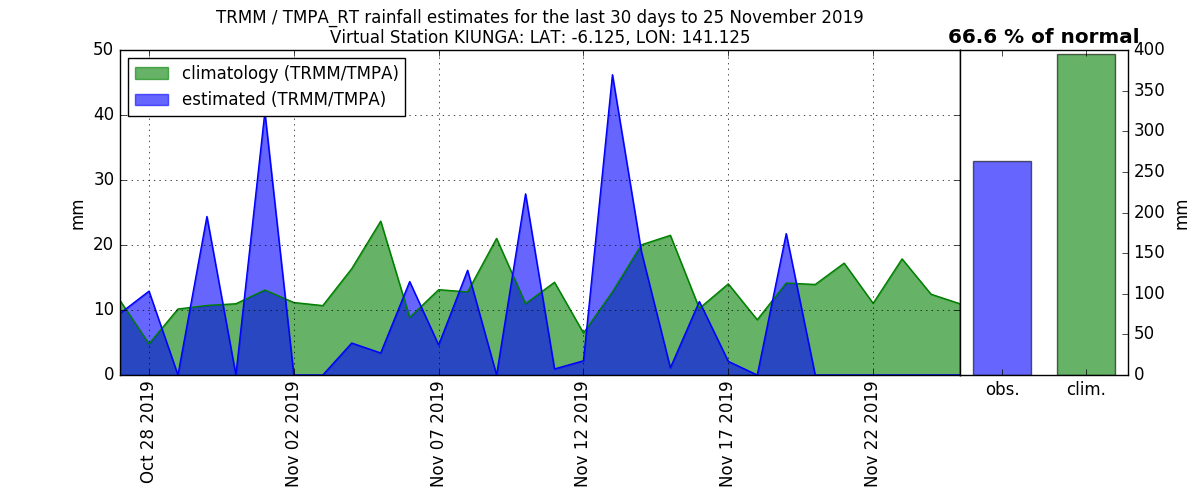 TRMM / TMPA_RT rainfall estimates for the last 30 days to 25 November 2019
Virtual Station KIUNGA: LAT: -6.125, LON: 141.125
66.6 % of normal
climatology (TRMM/TMPA)
estimated (TRMM/TMPA)
50
40
30
20
10
0
mm
Oct 28 2019
Nov 02 2019
Nov 07 2019
Nov 12 2019
Nov 17 2019
Nov 22 2019
obs.
clim.
400
350
300
250
200
150
100
50
0
mm